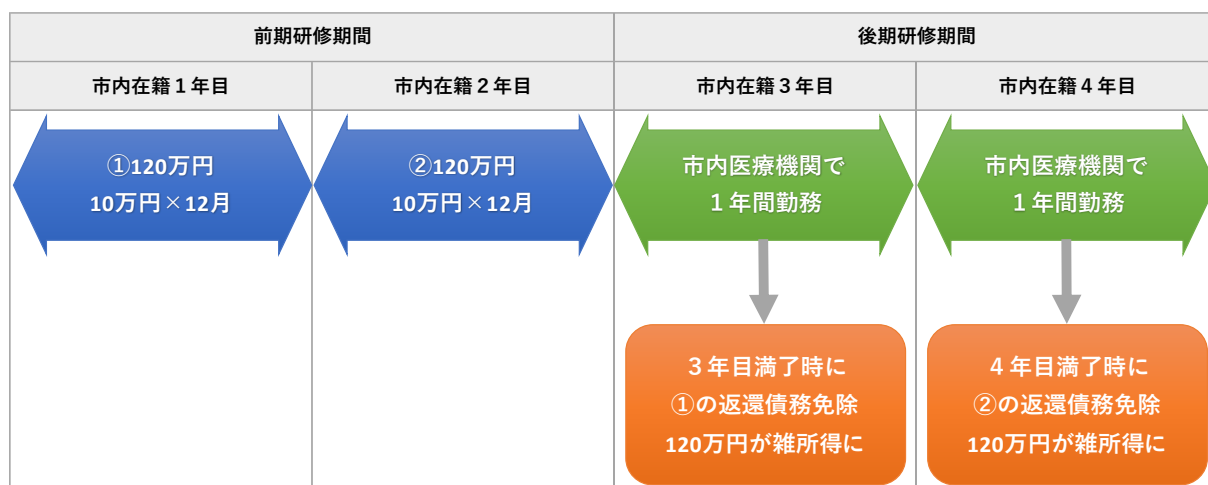 前期研修期間
後期研修期間
市内在籍１年目
市内在籍２年目
市内在籍３年目
市内在籍４年目
①120万円
10万円×12月
②120万円
10万円×12月
市内医療機関で
１年間勤務
市内医療機関で
１年間勤務
３年目満了時に
①の返還債務免除
120万円が雑所得に
４年目満了時に
②の返還債務免除
120万円が雑所得に